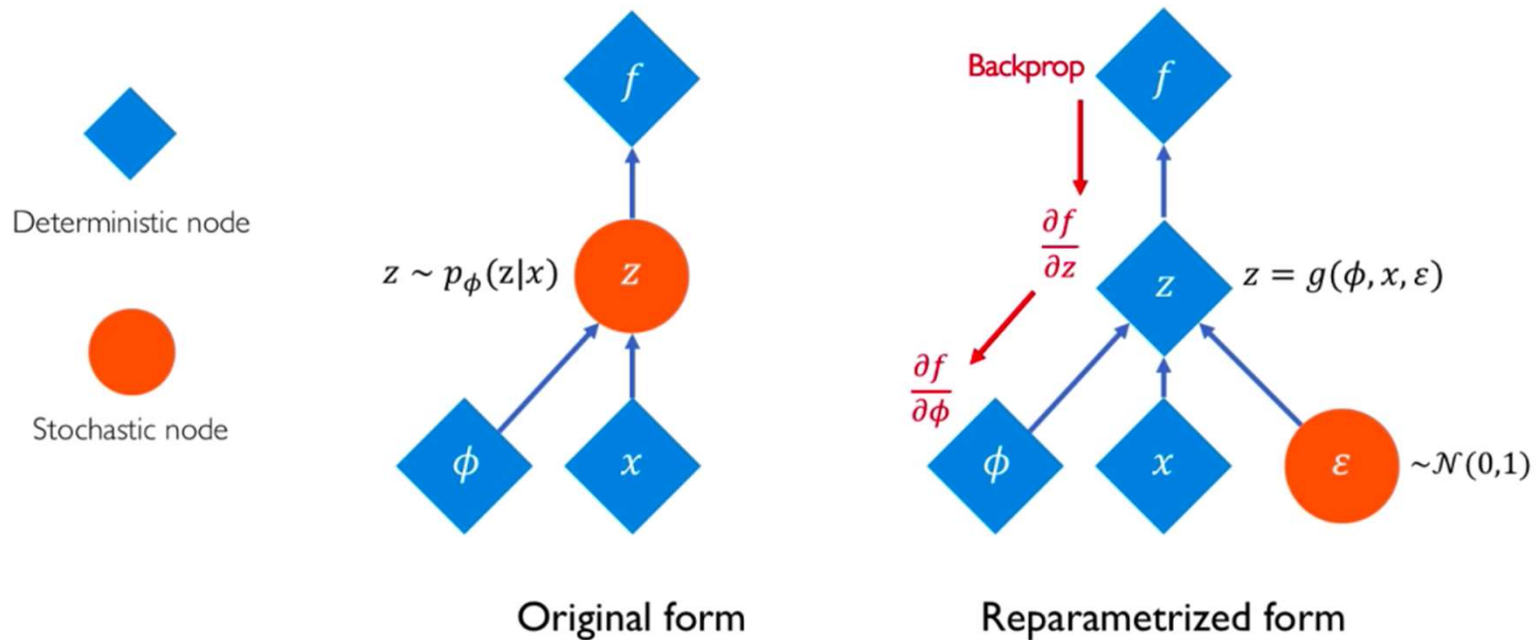 Deterministic node
Stochastic node
f
z ~ p𝜙(z|x)
z
ϕ
x
Original form
Backprop
f
∂f
∂z
z
z = g(ϕ, x, ε)
∂f
∂ϕ
ϕ
x
ε
~𝒩(0,1)
Reparametrized form